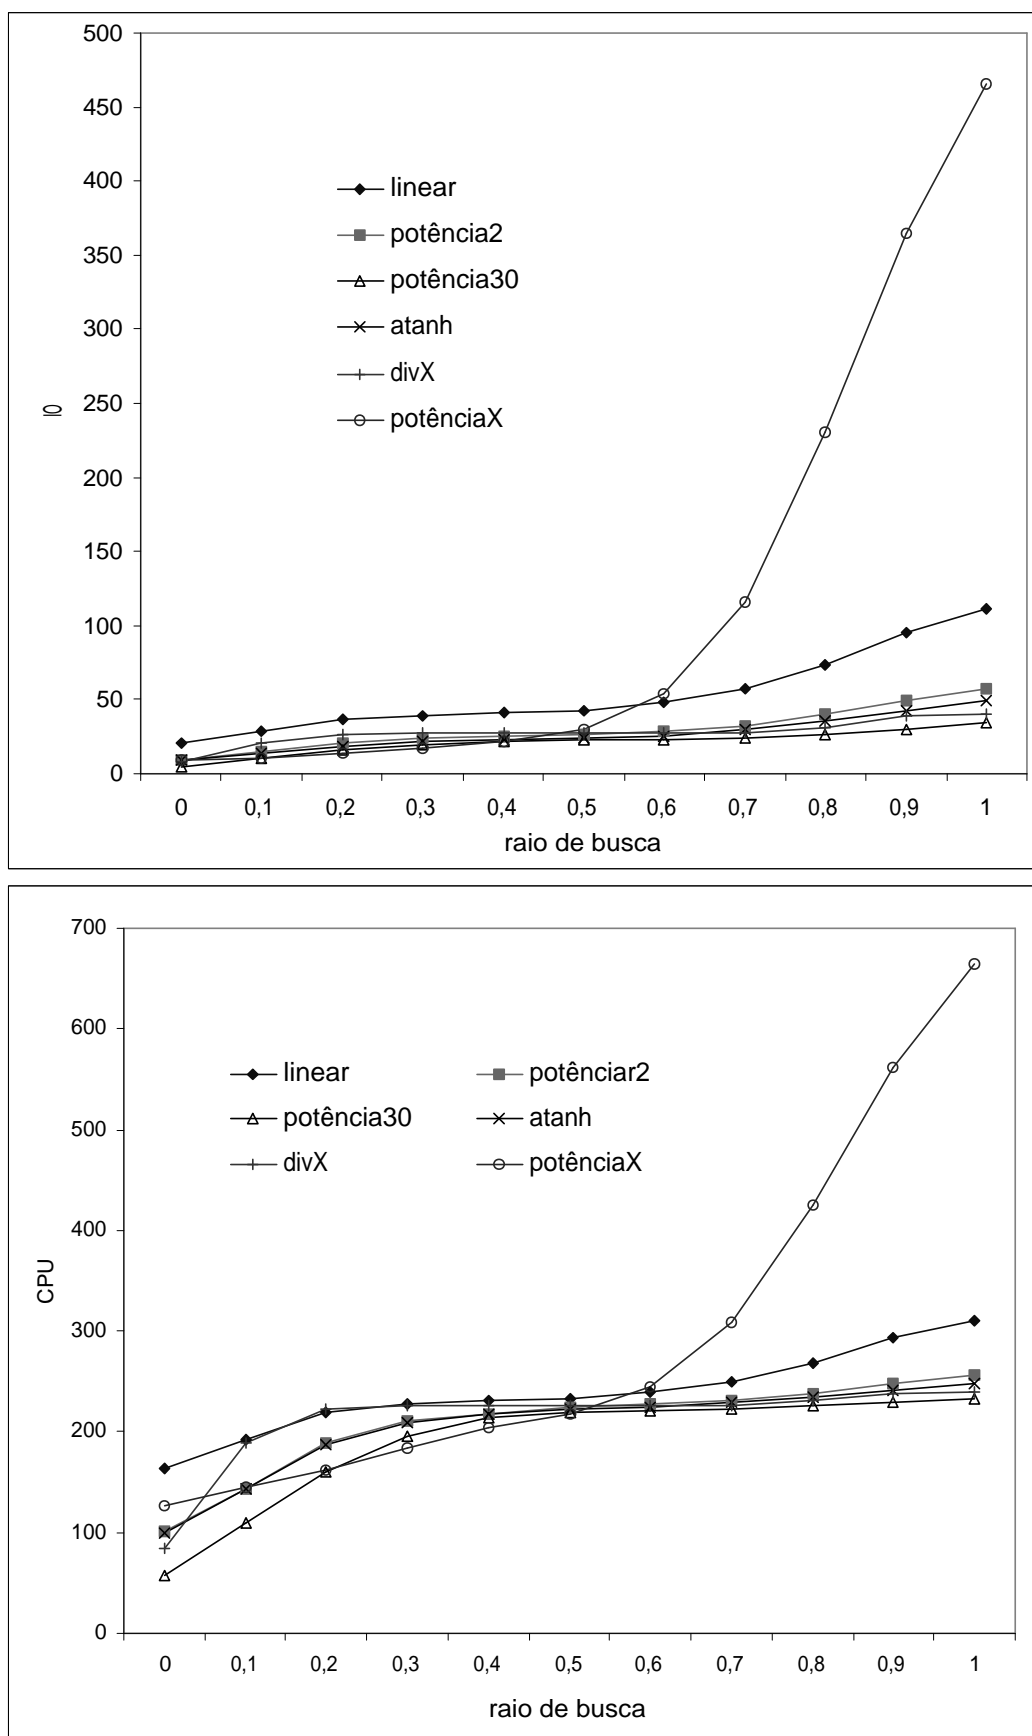 500
450
400
350
300
250
200
150
100
50
0
linear
potência2
potência30
atanh
divX
potênciaX
IO
0 0,1 0,2 0,3 0,4 0,5 0,6 0,7 0,8 0,9 1
raio de busca
700
600
500
400
300
200
100
0
linear potênciar2
potência30 atanh
divX potênciaX
CPU
0 0,1 0,2 0,3 0,4 0,5 0,6 0,7 0,8 0,9 1
raio de busca